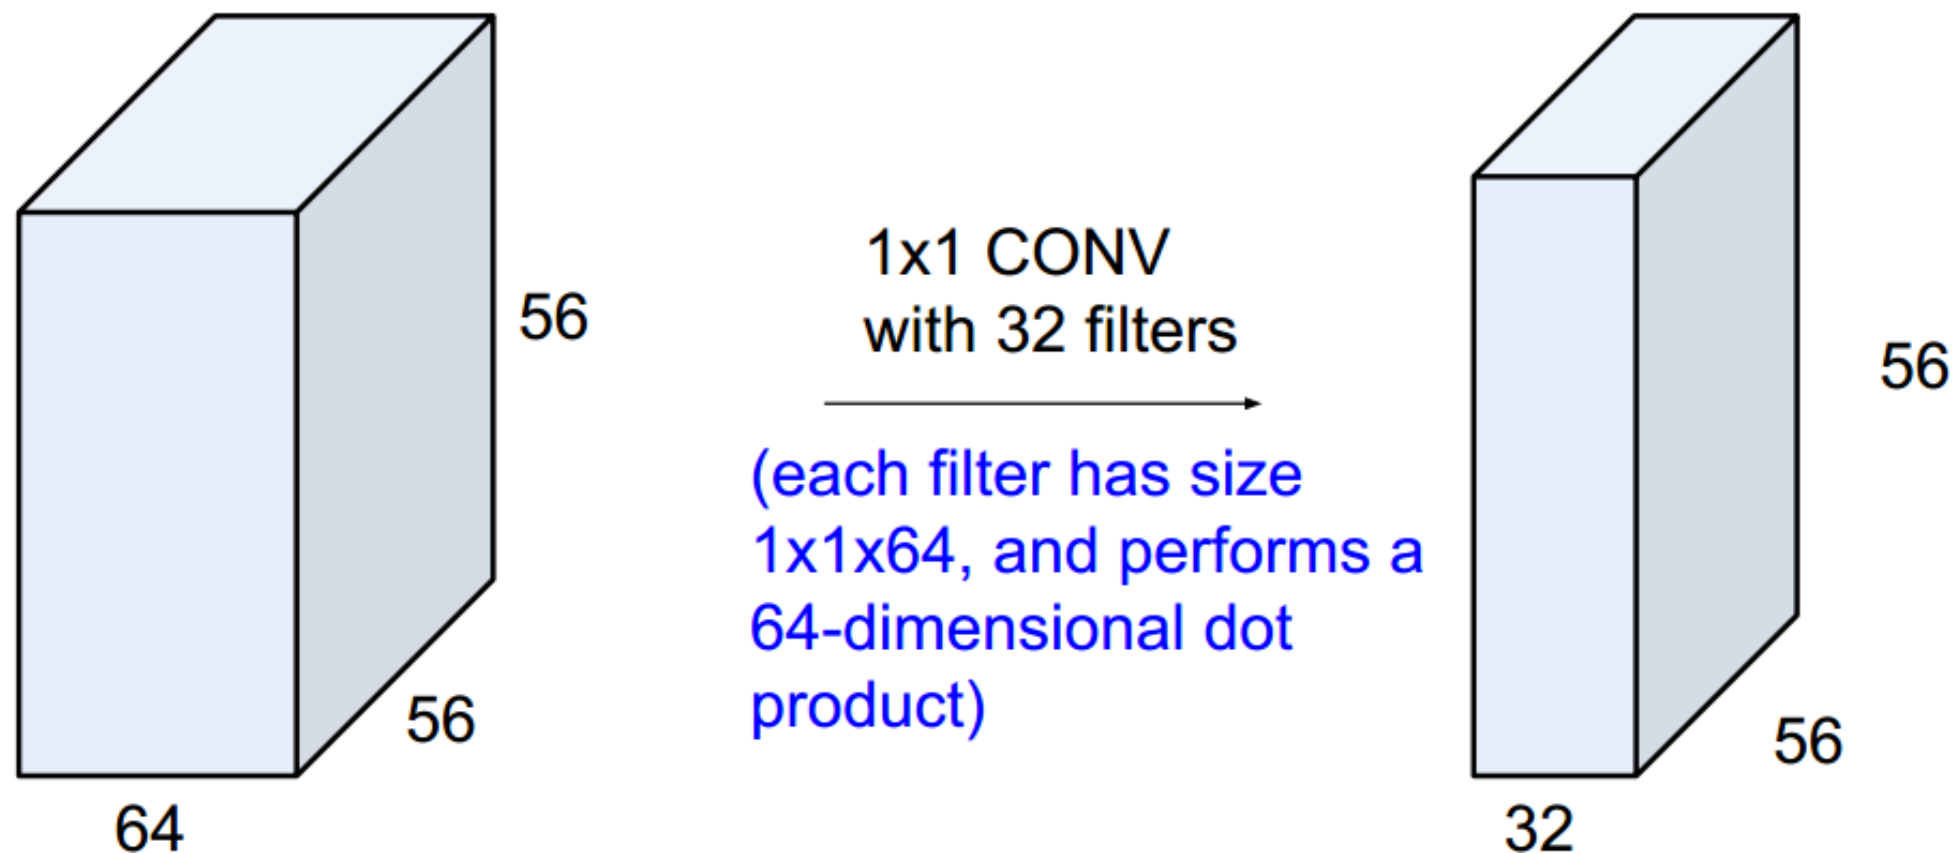 56
56
64
1x1 CONV
with 32 filters
(each filter has size
1x1x64, and performs a
64-dimensional dot
product)
56
56
32